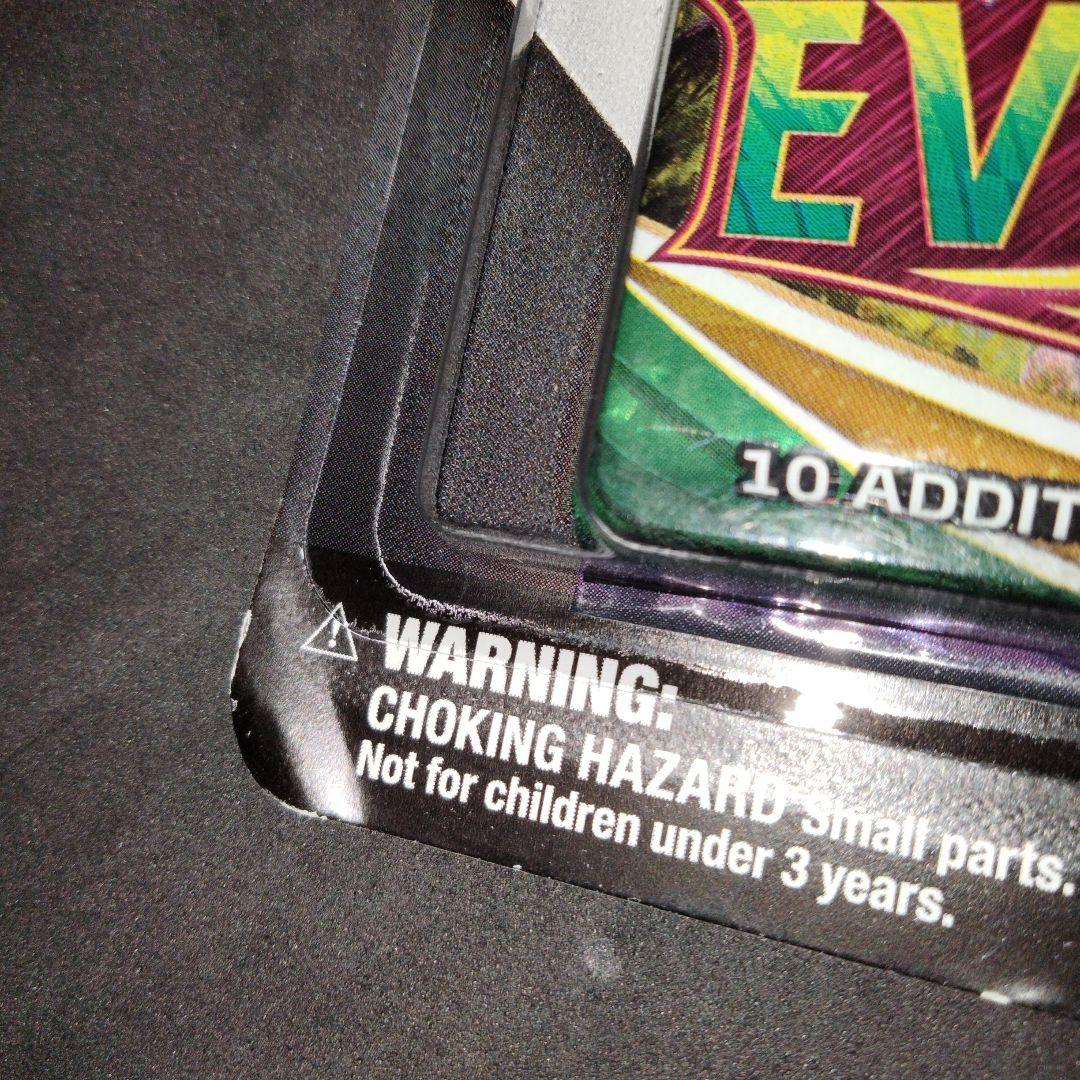 EV
10 ADDIT
WARNING:
CHOKING HAZARD Small parts.
Not for children under 3 years.